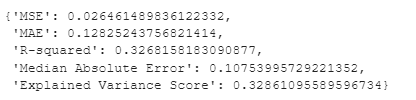 {'MSE': 0.026461489836122332,
'MAE': 0.12825243756821414,
'R-squared': 0.3268158183090877,
'Median Absolute Error': 0.10753995729221352,
'Explained Variance Score': 0.32861095589596734}